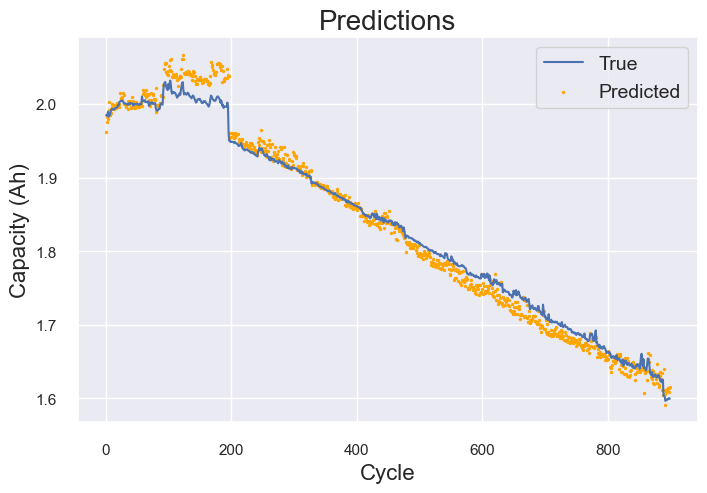 Predictions
True
Predicted
Capacity (Ah)
2.0
1.9
1.8
1.7
1.6
0 200 400 600 800
Cycle